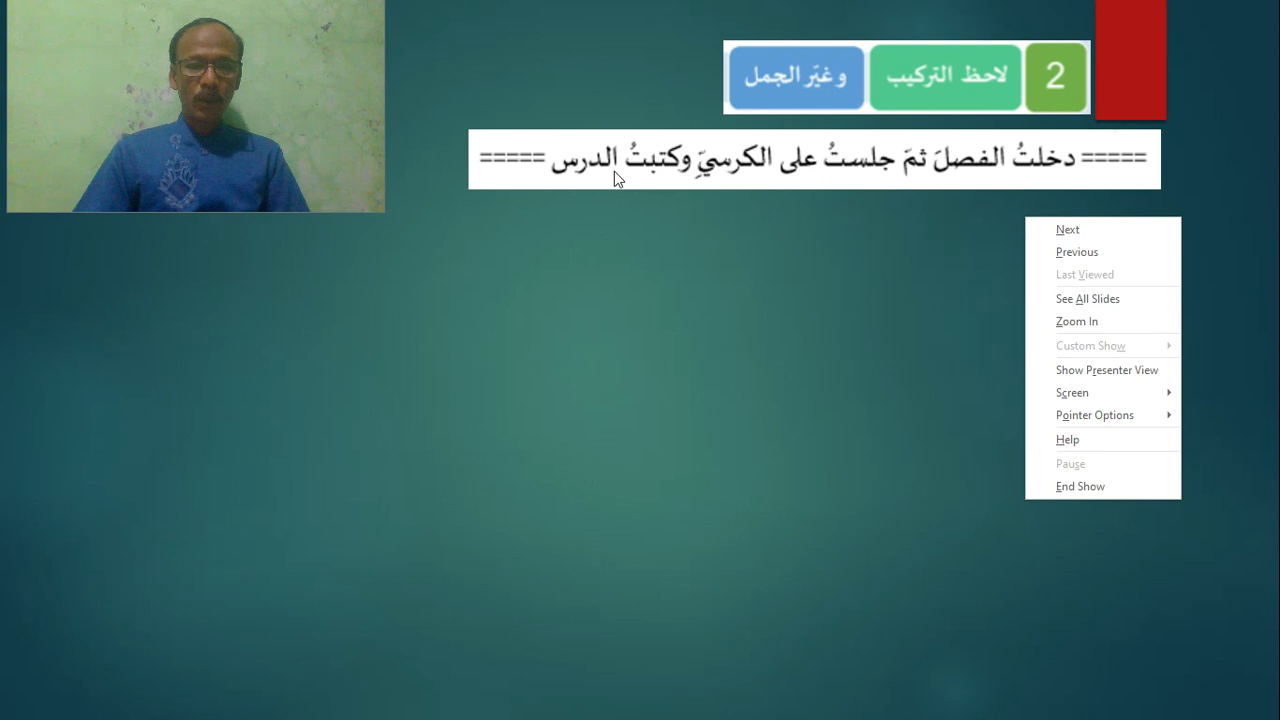 2 لاحظ التركيب وغيّر الجمل
===== دخلتُ الفصلَ ثمَ جلستُ على الكرسيِّ وكتبتُ الدرس =====
Next
Previous
Last Viewed
See All Slides
Zoom In
Custom Show
Show Presenter View
Screen
Pointer Options
Help
Pause
End Show